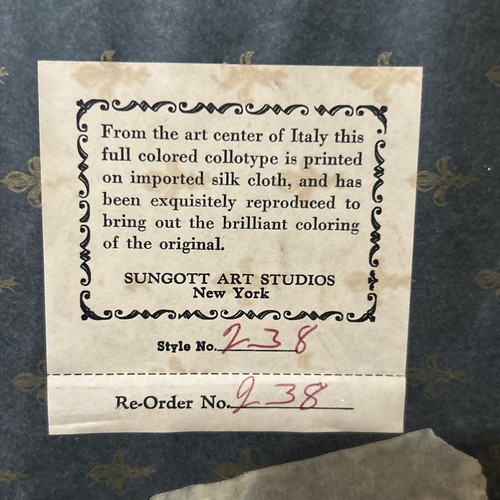 From the art center of Italy this
full colored collotype is printed
on imported silk cloth, and has
been exquisitely reproduced to
bring out the brilliant coloring
of the original.
SUNGOTT ART STUDIOS
New York
Style No. 238
Re-Order No. 238